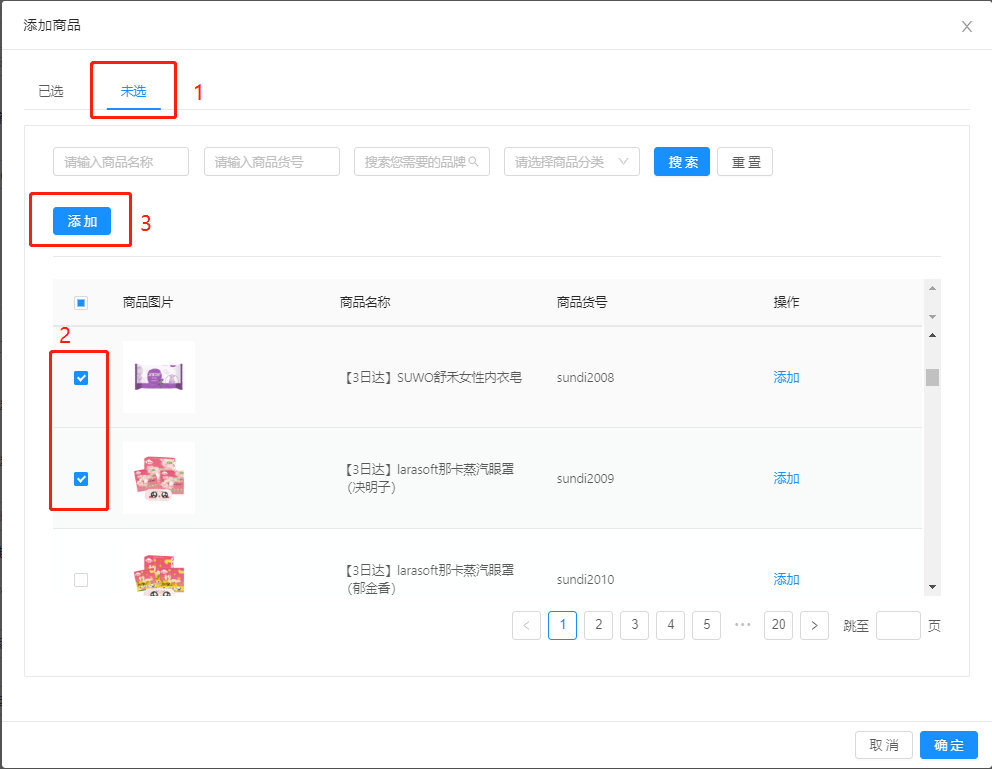 添加商品
已选 未选 1
请输入商品名称 请输入商品货号 搜索您需要的品牌 请选择商品分类 搜索 重置
添加 3
商品图片 商品名称 商品货号 操作
2
【3日达】SUWO舒禾女性内衣皂 sundi2008 添加
【3日达】larasoft那卡蒸汽眼罩
（决明子） sundi2009 添加
【3日达】larasoft那卡蒸汽眼罩
（郁金香） sundi2010 添加
< 1 2 3 4 5 ••• 20 > 跳至 页
取消 确定